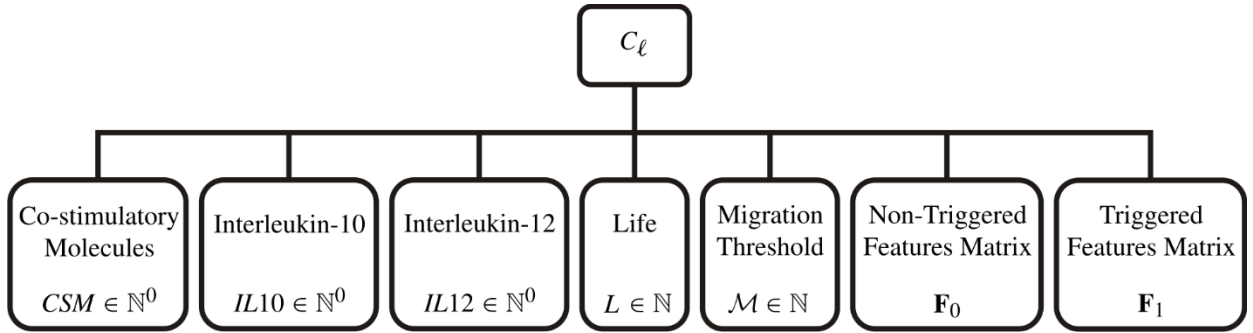 C_ℓ
Co-stimulatory
Molecules
CSM ∈ ℕ⁰
Interleukin-10
IL10 ∈ ℕ⁰
Interleukin-12
IL12 ∈ ℕ⁰
Life
L ∈ ℕ
Migration
Threshold
ℳ ∈ ℕ
Non-Triggered
Features Matrix
F₀
Triggered
Features Matrix
F₁